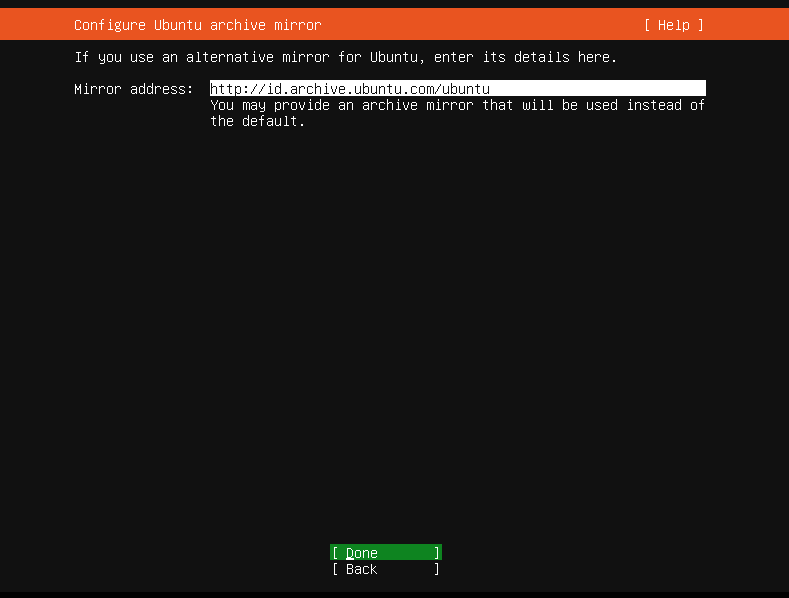 Configure Ubuntu archive mirror [ Help ]
If you use an alternative mirror for Ubuntu, enter its details here.
Mirror address: http://id.archive.ubuntu.com/ubuntu
You may provide an archive mirror that will be used instead of
the default.
[ Done ]
[ Back ]